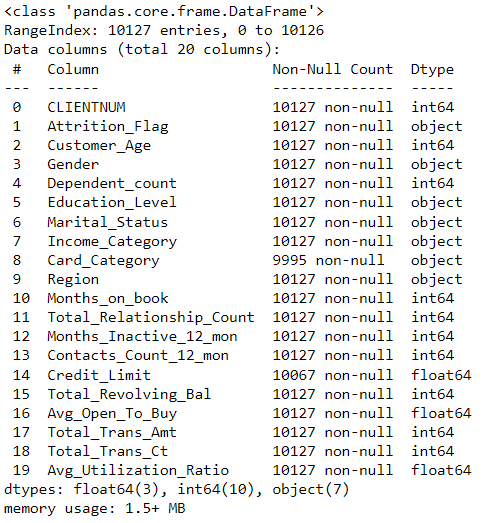 <class 'pandas.core.frame.DataFrame'>
RangeIndex: 10127 entries, 0 to 10126
Data columns (total 20 columns):
 #   Column                    Non-Null Count  Dtype
---  ------                    --------------  -----
 0   CLIENTNUM                 10127 non-null  int64
 1   Attrition_Flag            10127 non-null  object
 2   Customer_Age              10127 non-null  int64
 3   Gender                    10127 non-null  object
 4   Dependent_count           10127 non-null  int64
 5   Education_Level           10127 non-null  object
 6   Marital_Status            10127 non-null  object
 7   Income_Category           10127 non-null  object
 8   Card_Category             9995 non-null   object
 9   Region                    10127 non-null  object
 10  Months_on_book            10127 non-null  int64
 11  Total_Relationship_Count  10127 non-null  int64
 12  Months_Inactive_12_mon    10127 non-null  int64
 13  Contacts_Count_12_mon     10127 non-null  int64
 14  Credit_Limit              10067 non-null  float64
 15  Total_Revolving_Bal       10127 non-null  int64
 16  Avg_Open_To_Buy           10127 non-null  float64
 17  Total_Trans_Amt           10127 non-null  int64
 18  Total_Trans_Ct            10127 non-null  int64
 19  Avg_Utilization_Ratio     10127 non-null  float64
dtypes: float64(3), int64(10), object(7)
memory usage: 1.5+ MB